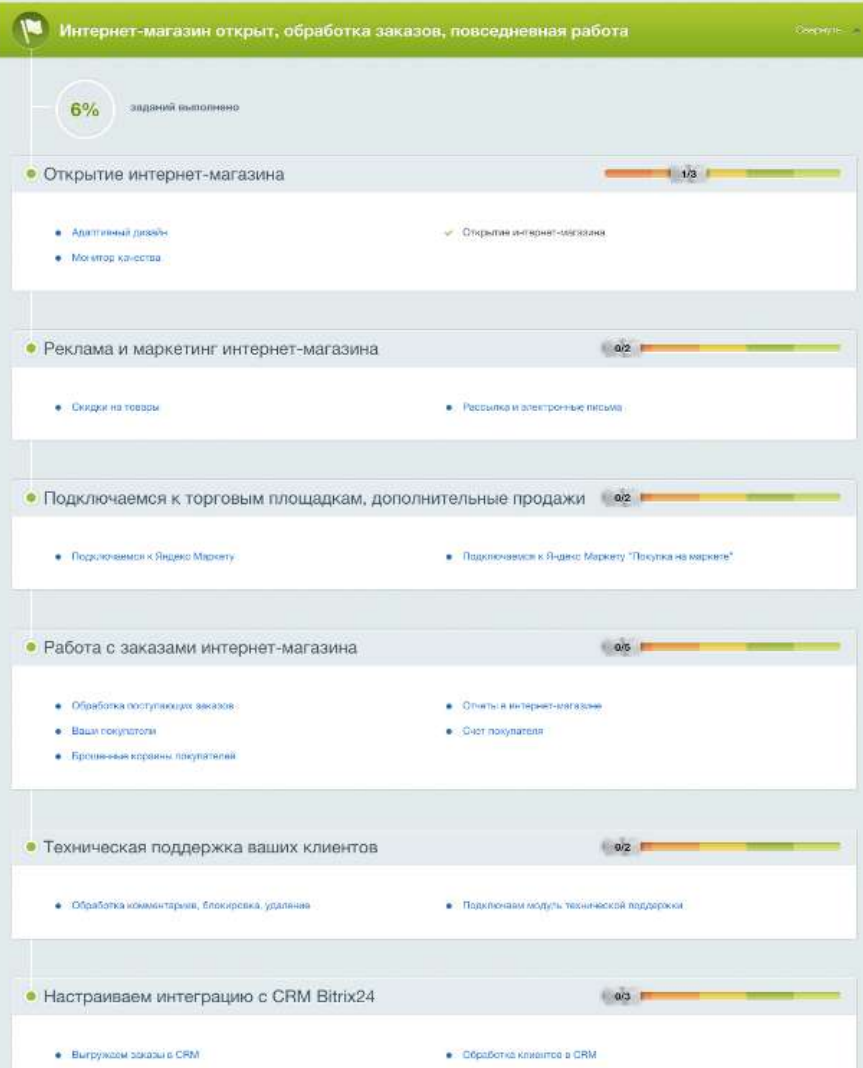 Интернет-магазин открыт, обработка заказов, повседневная работа
Свернуть
6%
заданий выполнено
Открытие интернет-магазина
1/3
Адаптивный дизайн
Открытие интернет-магазина
Монитор качества
Реклама и маркетинг интернет-магазина
0/2
Скидки на товары
Рассылка и электронные письма
Подключаемся к торговым площадкам, дополнительные продажи
0/2
Подключаемся к Яндекс Маркету
Подключаемся к Яндекс Маркету "Покупка на маркете"
Работа с заказами интернет-магазина
0/5
Обработка поступающих заказов
Отчеты в интернет-магазине
Ваши покупатели
Счет покупателя
Брошенные корзины покупателей
Техническая поддержка ваших клиентов
0/2
Обработка комментариев, блокировка, удаление
Подключаем модуль технической поддержки
Настраиваем интеграцию с CRM Bitrix24
0/3
Выгружаем заказы в CRM
Обработка клиентов в CRM